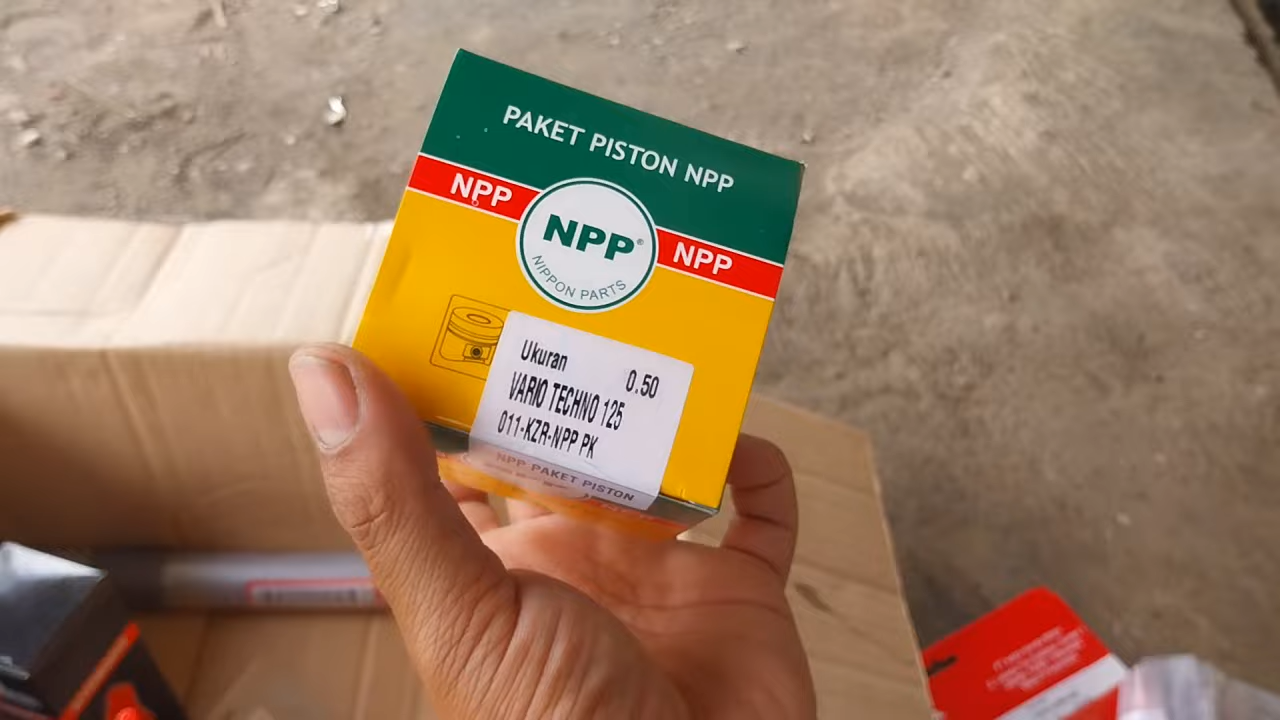 PAKET PISTON NPP
NPP
NPP®
NIPPON PARTS
NPP
Ukuran 0.50
VARIO TECHNO 125
011-KZR-NPP PK
NPP PAKET PISTON